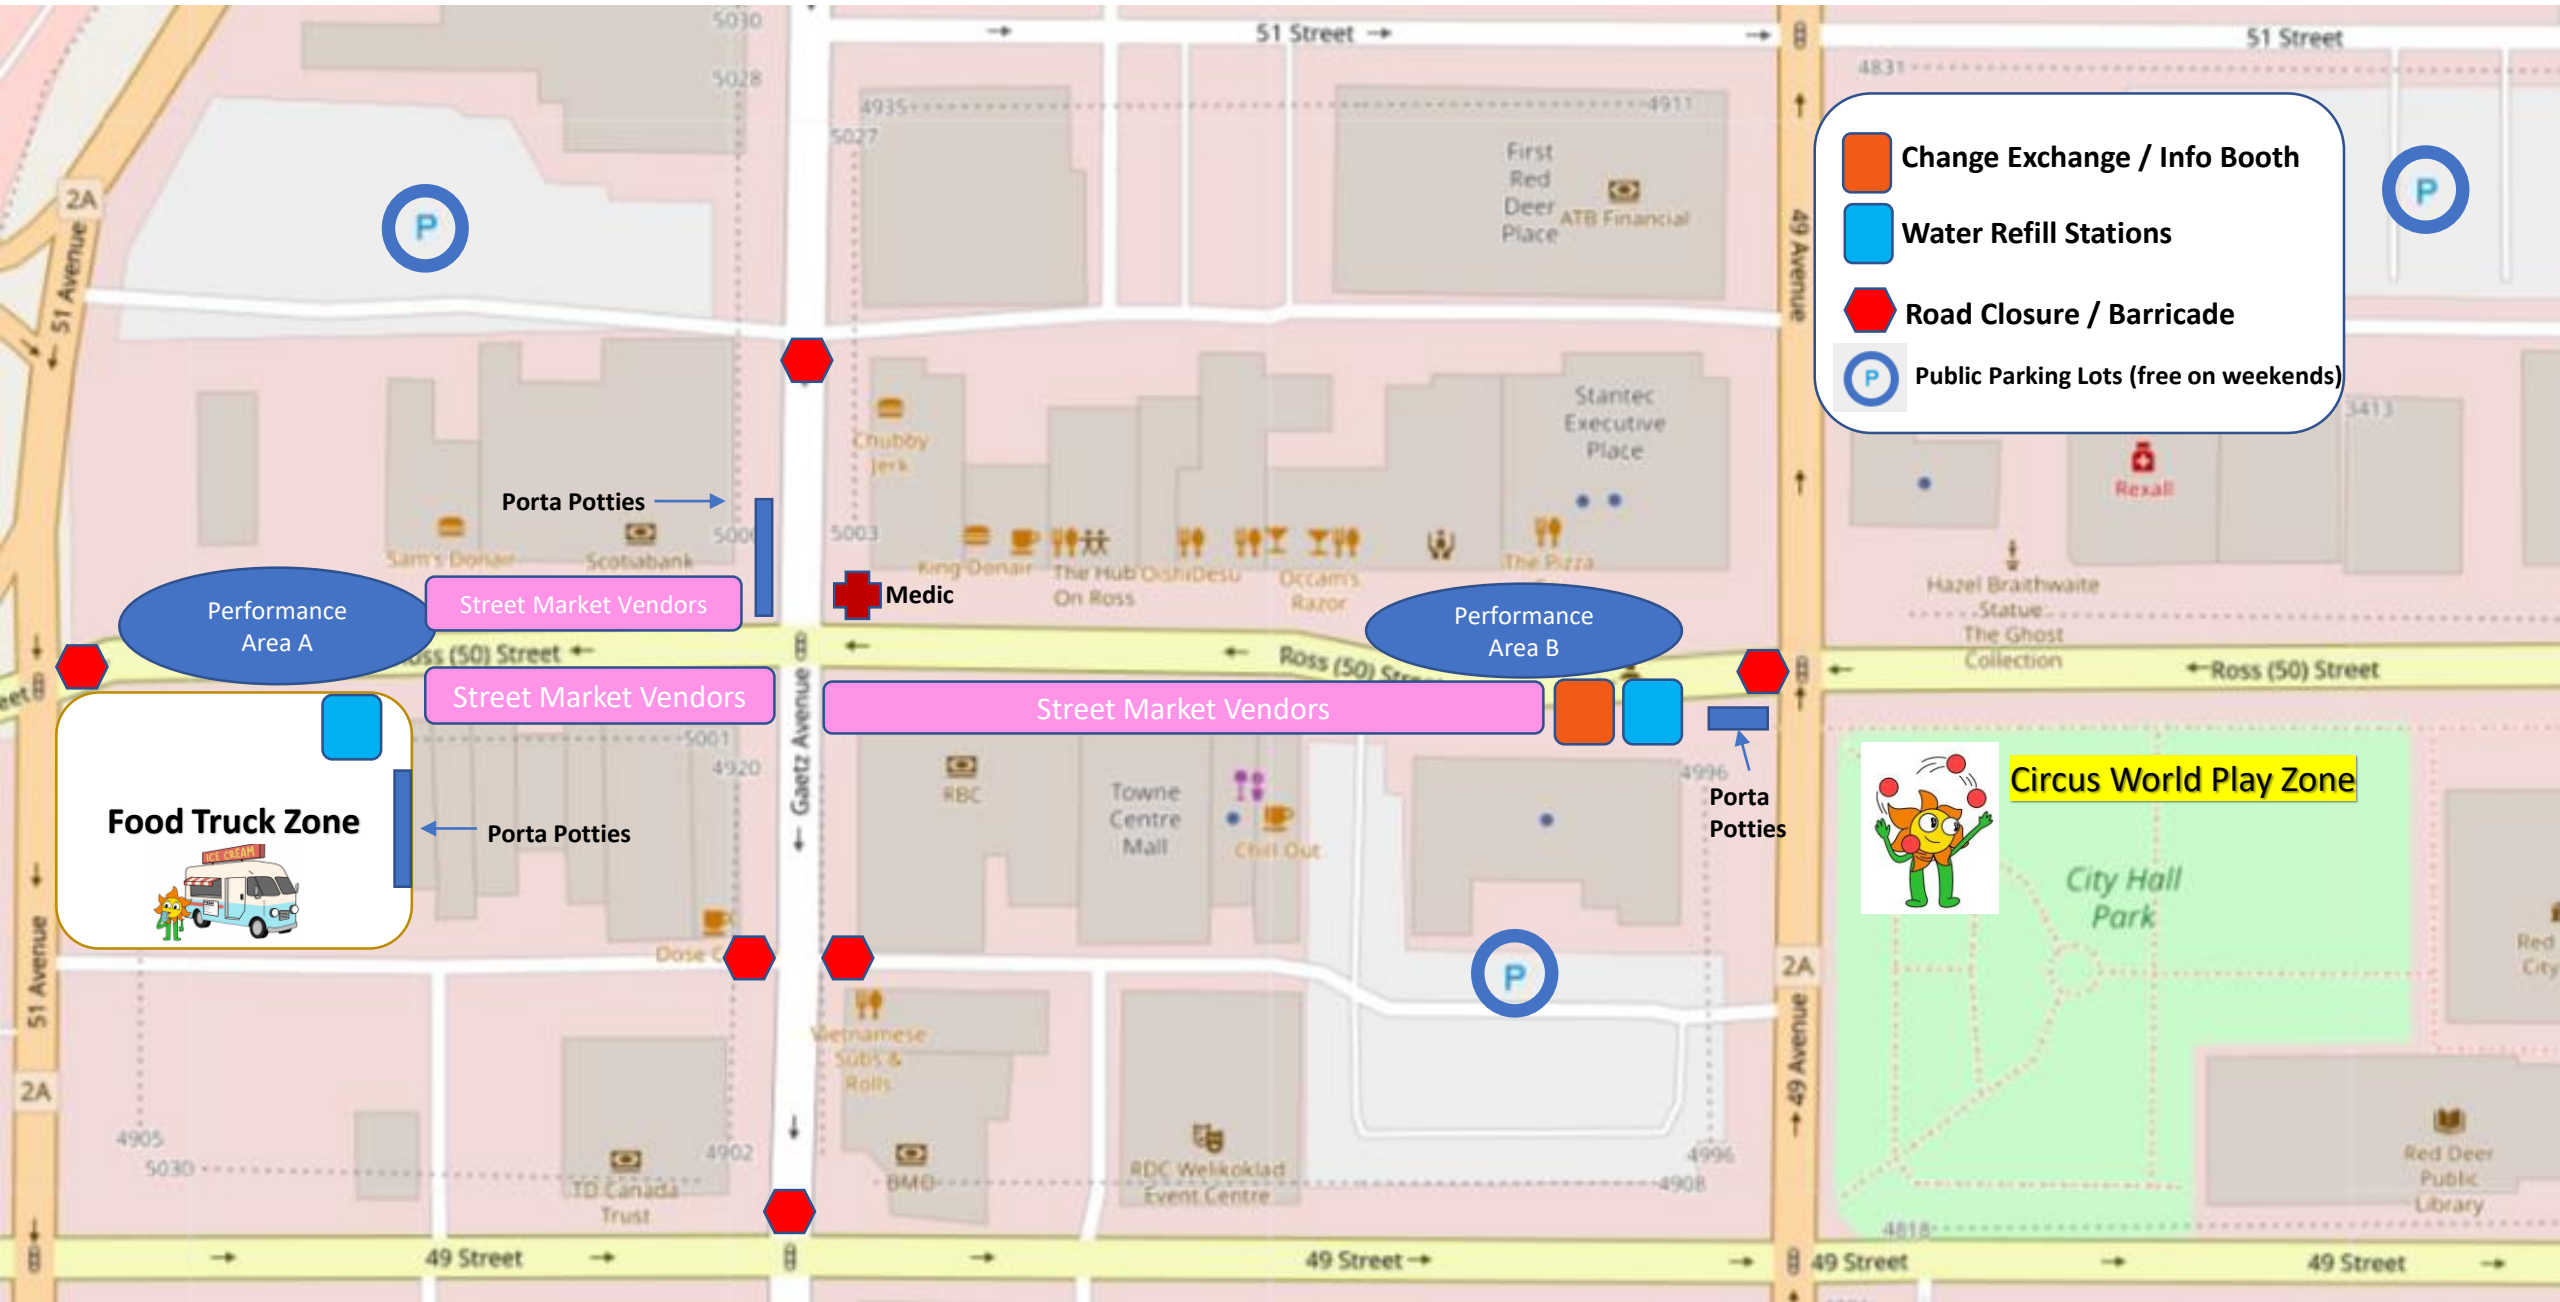 5030
51 Street
51 Street
5028
4831
4935
4911
5027
First
Red
Deer
Place
ATB Financial
P
P
2A
51 Avenue
49 Avenue
Change Exchange / Info Booth
Water Refill Stations
Road Closure / Barricade
P
Public Parking Lots (free on weekends)
3413
Chubby
Jerk
Stantec
Executive
Place
Rexall
Porta Potties
5003
Sam's Donair
Scotiabank
King Donair
The Hub
On Ross
OishiDesu
Occam's
Razor
The Pizza
Hazel Braithwaite
Statue
The Ghost
Collection
Performance
Area A
Street Market Vendors
Medic
Performance
Area B
Ross (50) Street
Ross (50) Street
Ross (50) Street
Street Market Vendors
Street Market Vendors
Gaetz Avenue
5001
4920
4996
RBC
Towne
Centre
Mall
Chill Out
Porta
Potties
Circus World Play Zone
Food Truck Zone
ICE CREAM
Porta Potties
City Hall
Park
Dose
Red
City
51 Avenue
2A
P
2A
49 Avenue
Vietnamese
Subs &
Rolls
4905
5030
4902
TD Canada
Trust
BMO
RDC Welikoklad
Event Centre
4996
4908
Red Deer
Public
Library
4818
49 Street
49 Street
49 Street
49 Street